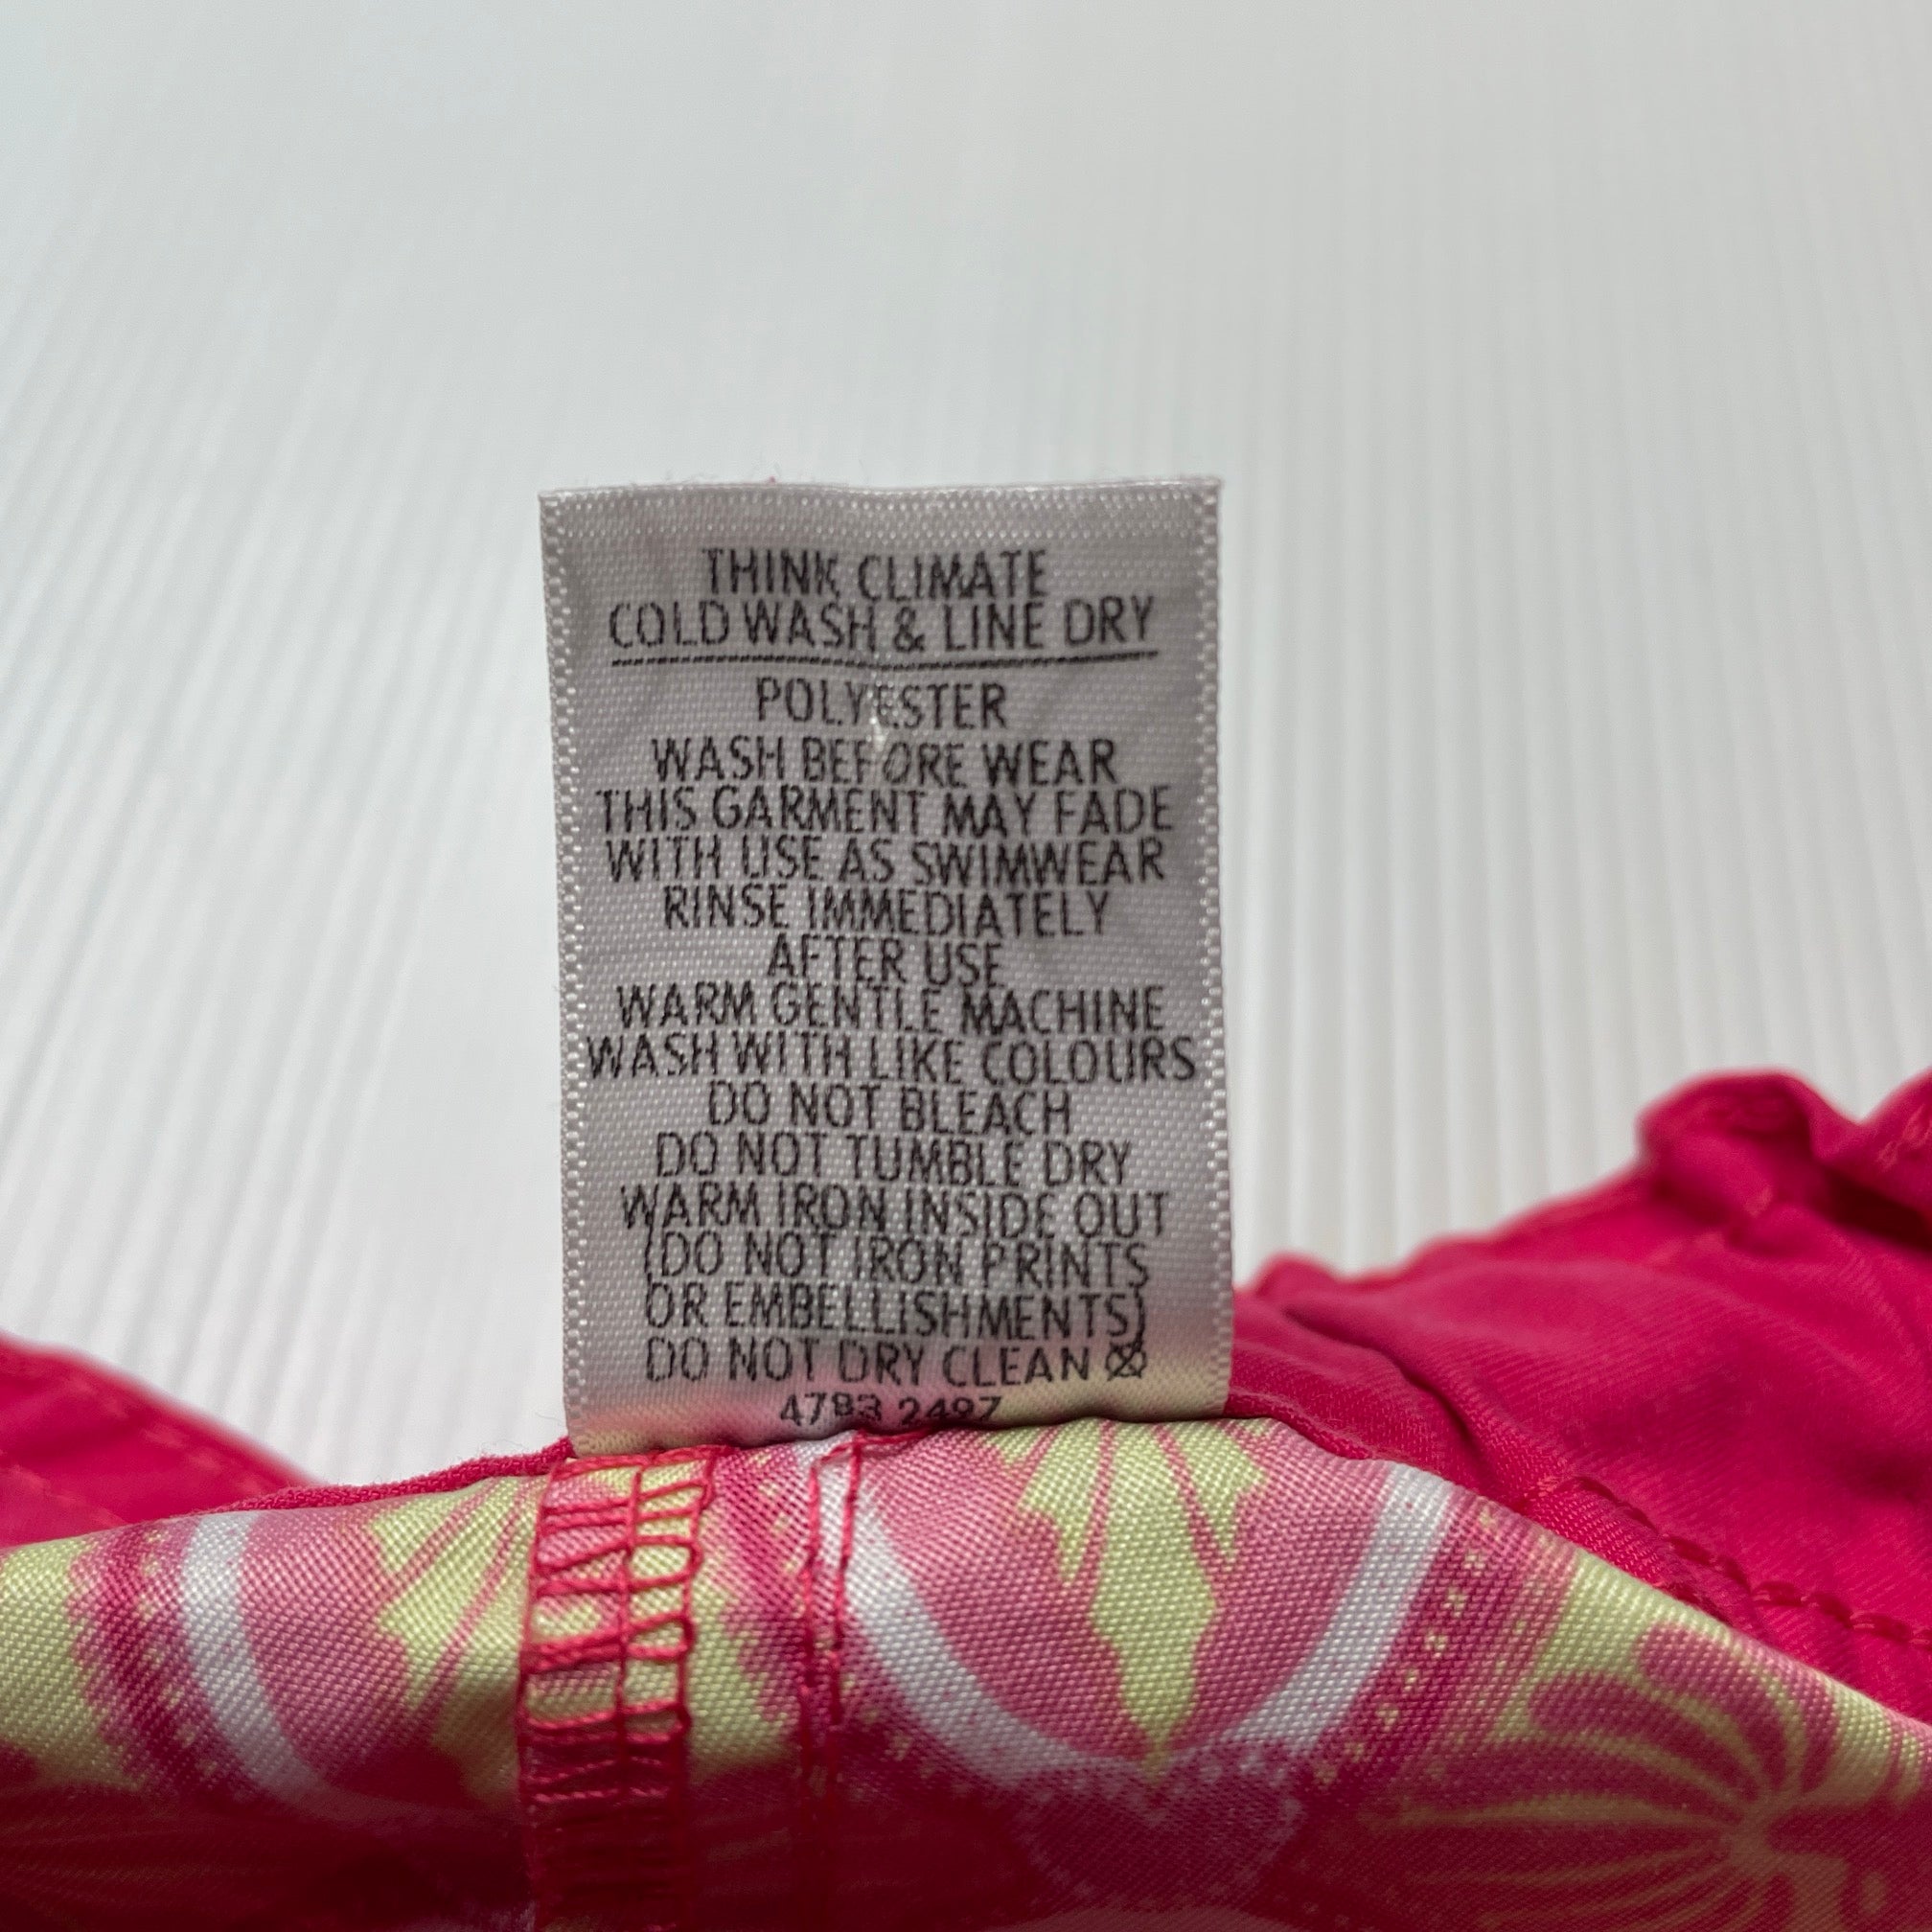 THINK CLIMATE
COLD WASH & LINE DRY
POLYESTER
WASH BEFORE WEAR
THIS GARMENT MAY FADE
WITH USE AS SWIMWEAR
RINSE IMMEDIATELY
AFTER USE
WARM GENTLE MACHINE
WASH WITH LIKE COLOURS
DO NOT BLEACH
DO NOT TUMBLE DRY
WARM IRON INSIDE OUT
(DO NOT IRON PRINTS
OR EMBELLISHMENTS)
DO NOT DRY CLEAN
4783 2497